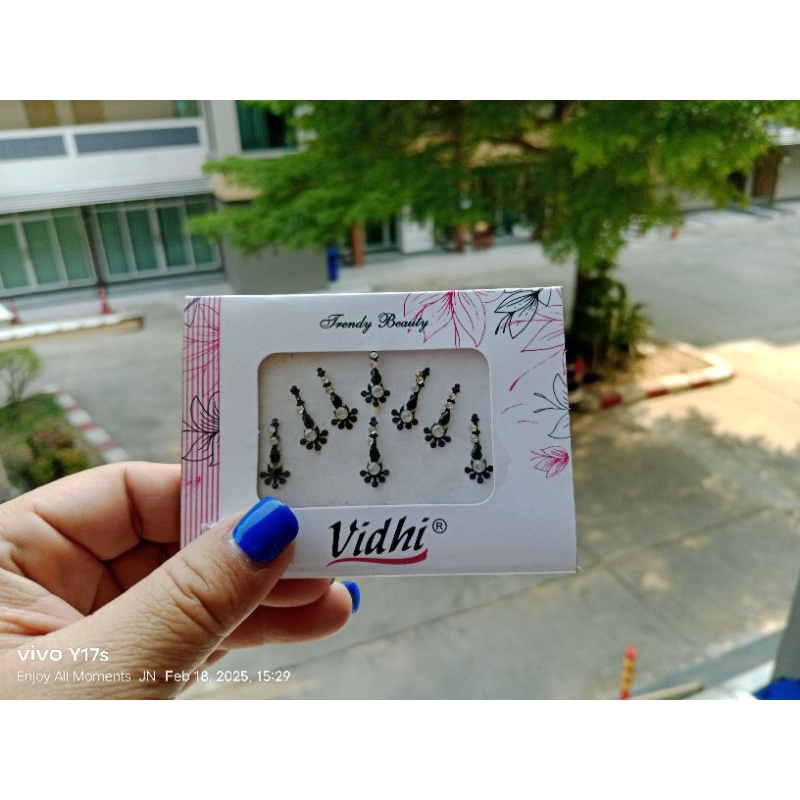 Trendy Beauty
Vidhi®
vivo Y17s
Enjoy All Moments JN Feb 18, 2025, 15:29